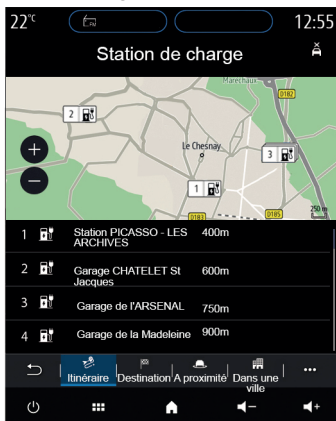 22°C
FM
12:55
Station de charge
Marechaux
D182
2
Le Chesnay
3
1
D183
D185
250 m
1 Station PICASSO - LES ARCHIVES 400m
2 Garage CHATELET St Jacques 600m
3 Garage de l'ARSENAL 750m
4 Garage de la Madeleine 900m
Itinéraire
Destination
A proximité
Dans une ville